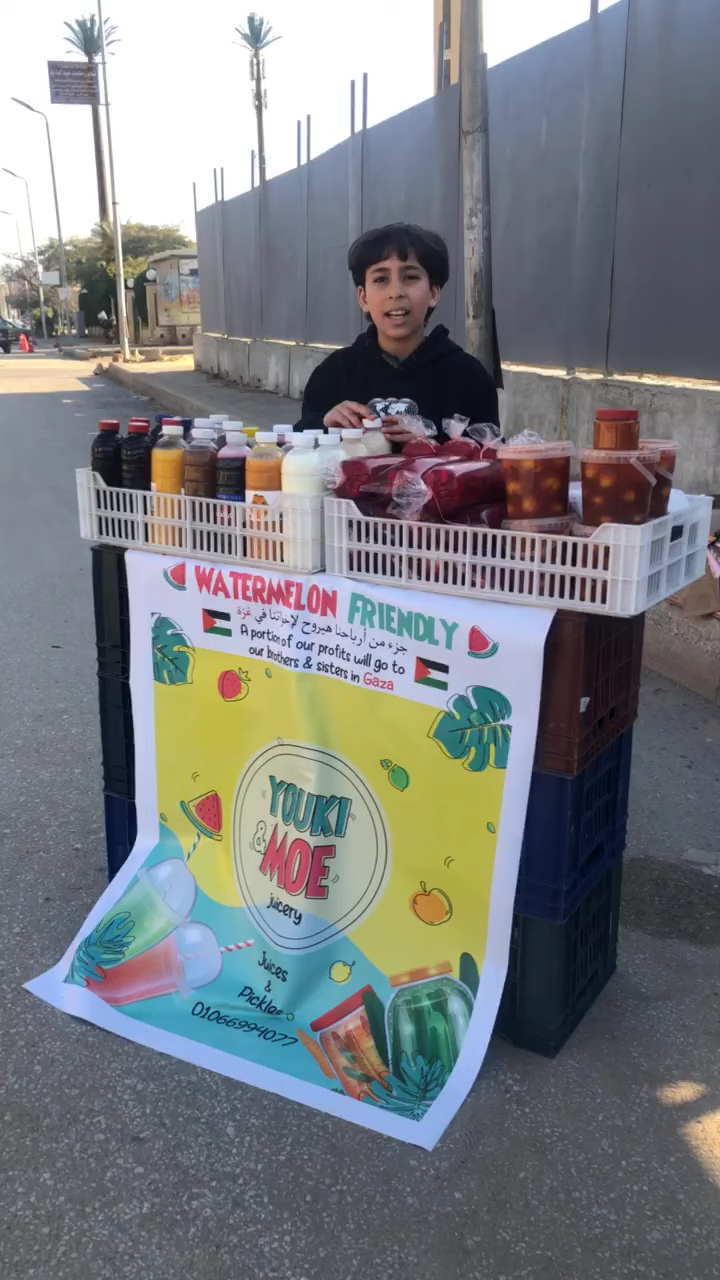 WATERMELON FRIENDLY
جزء من أرباحنا هيروح لإخواتنا في غزة
A portion of our profits will go to
our brothers & sisters in Gaza
YOUKI
& MOE
juicery
Juices
&
Pickles
01066994077